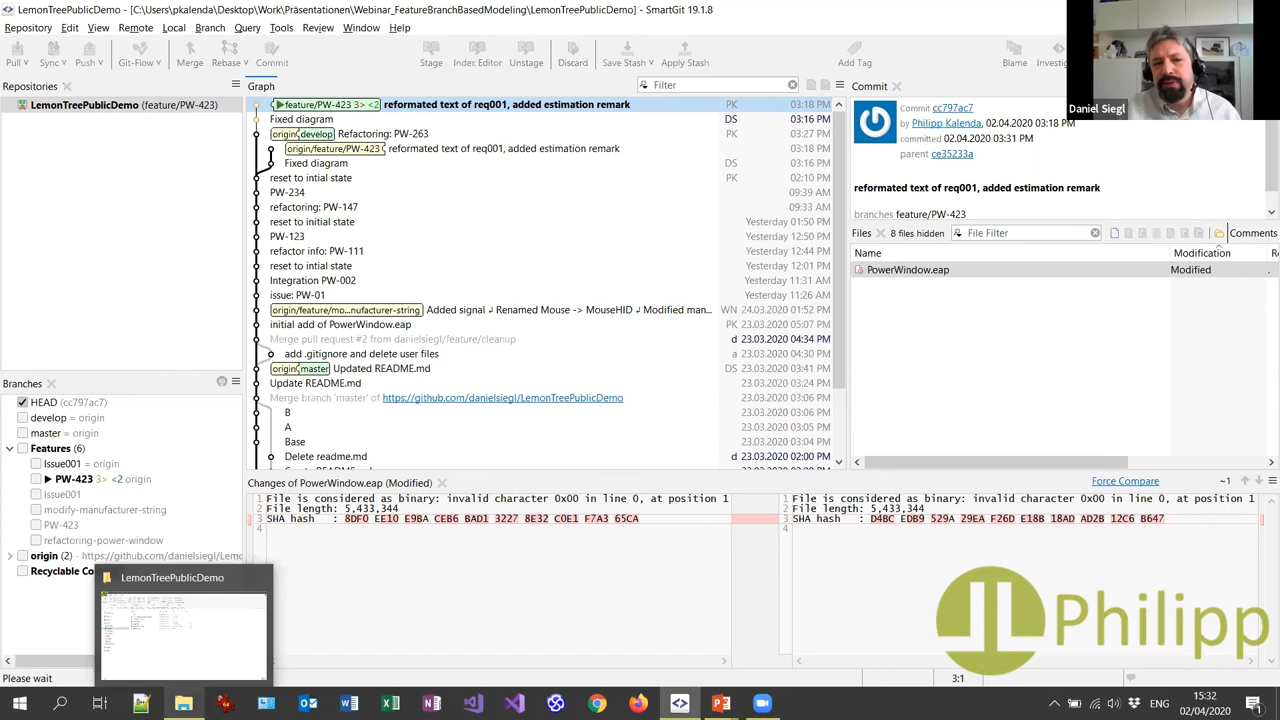 LemonTreePublicDemo - [C:\Users\pkalenda\Desktop\Work\Präsentationen\Webinar_FeatureBranchBasedModeling\LemonTreePublicDemo] - SmartGit 19.1.8
Repository Edit View Remote Local Branch Query Tools Review Window Help
Pull Sync Push Git-Flow Merge Rebase Commit Stage Index Editor Unstage Discard Save Stash Apply Stash Add Tag Blame
Repositories
LemonTreePublicDemo (feature/PW-423)
Graph
Filter
feature/PW-423 3> <2 reformated text of req001, added estimation remark PK 03:18 PM
Fixed diagram DS 03:16 PM
origin develop Refactoring: PW-263 PK 03:27 PM
origin/feature/PW-423 reformated text of req001, added estimation remark 03:18 PM
Fixed diagram DS 03:16 PM
reset to intial state PK 02:10 PM
PW-234 09:39 AM
refactoring: PW-147 09:33 AM
reset to initial state Yesterday 01:50 PM
PW-123 Yesterday 12:50 PM
refactor info: PW-111 Yesterday 12:44 PM
reset to intial state Yesterday 12:01 PM
Integration PW-002 Yesterday 11:31 AM
issue: PW-01 Yesterday 11:26 AM
origin/feature/mo...nufacturer-string Added signal ↲ Renamed Mouse -> MouseHID ↲ Modified man... WN 24.03.2020 01:50 PM
initial add of PowerWindow.eap PK 23.03.2020 05:07 PM
Merge pull request #2 from danielsiegl/feature/cleanup d 23.03.2020 04:34 PM
add .gitignore and delete user files a 23.03.2020 04:30 PM
origin master Updated README.md DS 23.03.2020 03:41 PM
Update README.md 23.03.2020 03:24 PM
Merge branch 'master' of https://github.com/danielsiegl/LemonTreePublicDemo 23.03.2020 03:06 PM
B 23.03.2020 03:06 PM
A 23.03.2020 03:05 PM
Base 23.03.2020 03:04 PM
Delete readme.md d 23.03.2020 02:00 PM
Commit
Commit cc797ac7
by Philipp Kalenda, 02.04.2020 03:18 PM
committed 02.04.2020 03:31 PM
parent ce35233a
reformated text of req001, added estimation remark
branches feature/PW-423
Daniel Siegl
Files 8 files hidden File Filter Comments
Name Modification
PowerWindow.eap Modified
Branches
HEAD (cc797ac7)
develop = origin
master = origin
Features (6)
Issue001 = origin
PW-423 3> <2 origin
Issue001
modify-manufacturer-string
PW-423
refactoring-power-window
origin (2) - https://github.com/danielsiegl/Lemo
Recyclable Co
LemonTreePublicDemo
Changes of PowerWindow.eap (Modified)
Force Compare ~1
1 File is considered as binary: invalid character 0x00 in line 0, at position 1
2 File length: 5,433,344
3 SHA hash : 8DF0 EE10 E9BA CEB6 BAD1 3227 8E32 C0E1 F7A3 65CA
4
1 File is considered as binary: invalid character 0x00 in line 0, at position 1
2 File length: 5,433,344
3 SHA hash : D4BC EDB9 529A 29EA F26D E18B 18AD AD2B 12C6 B647
4
Philipp
Please wait
3:1
ENG
15:32
02/04/2020